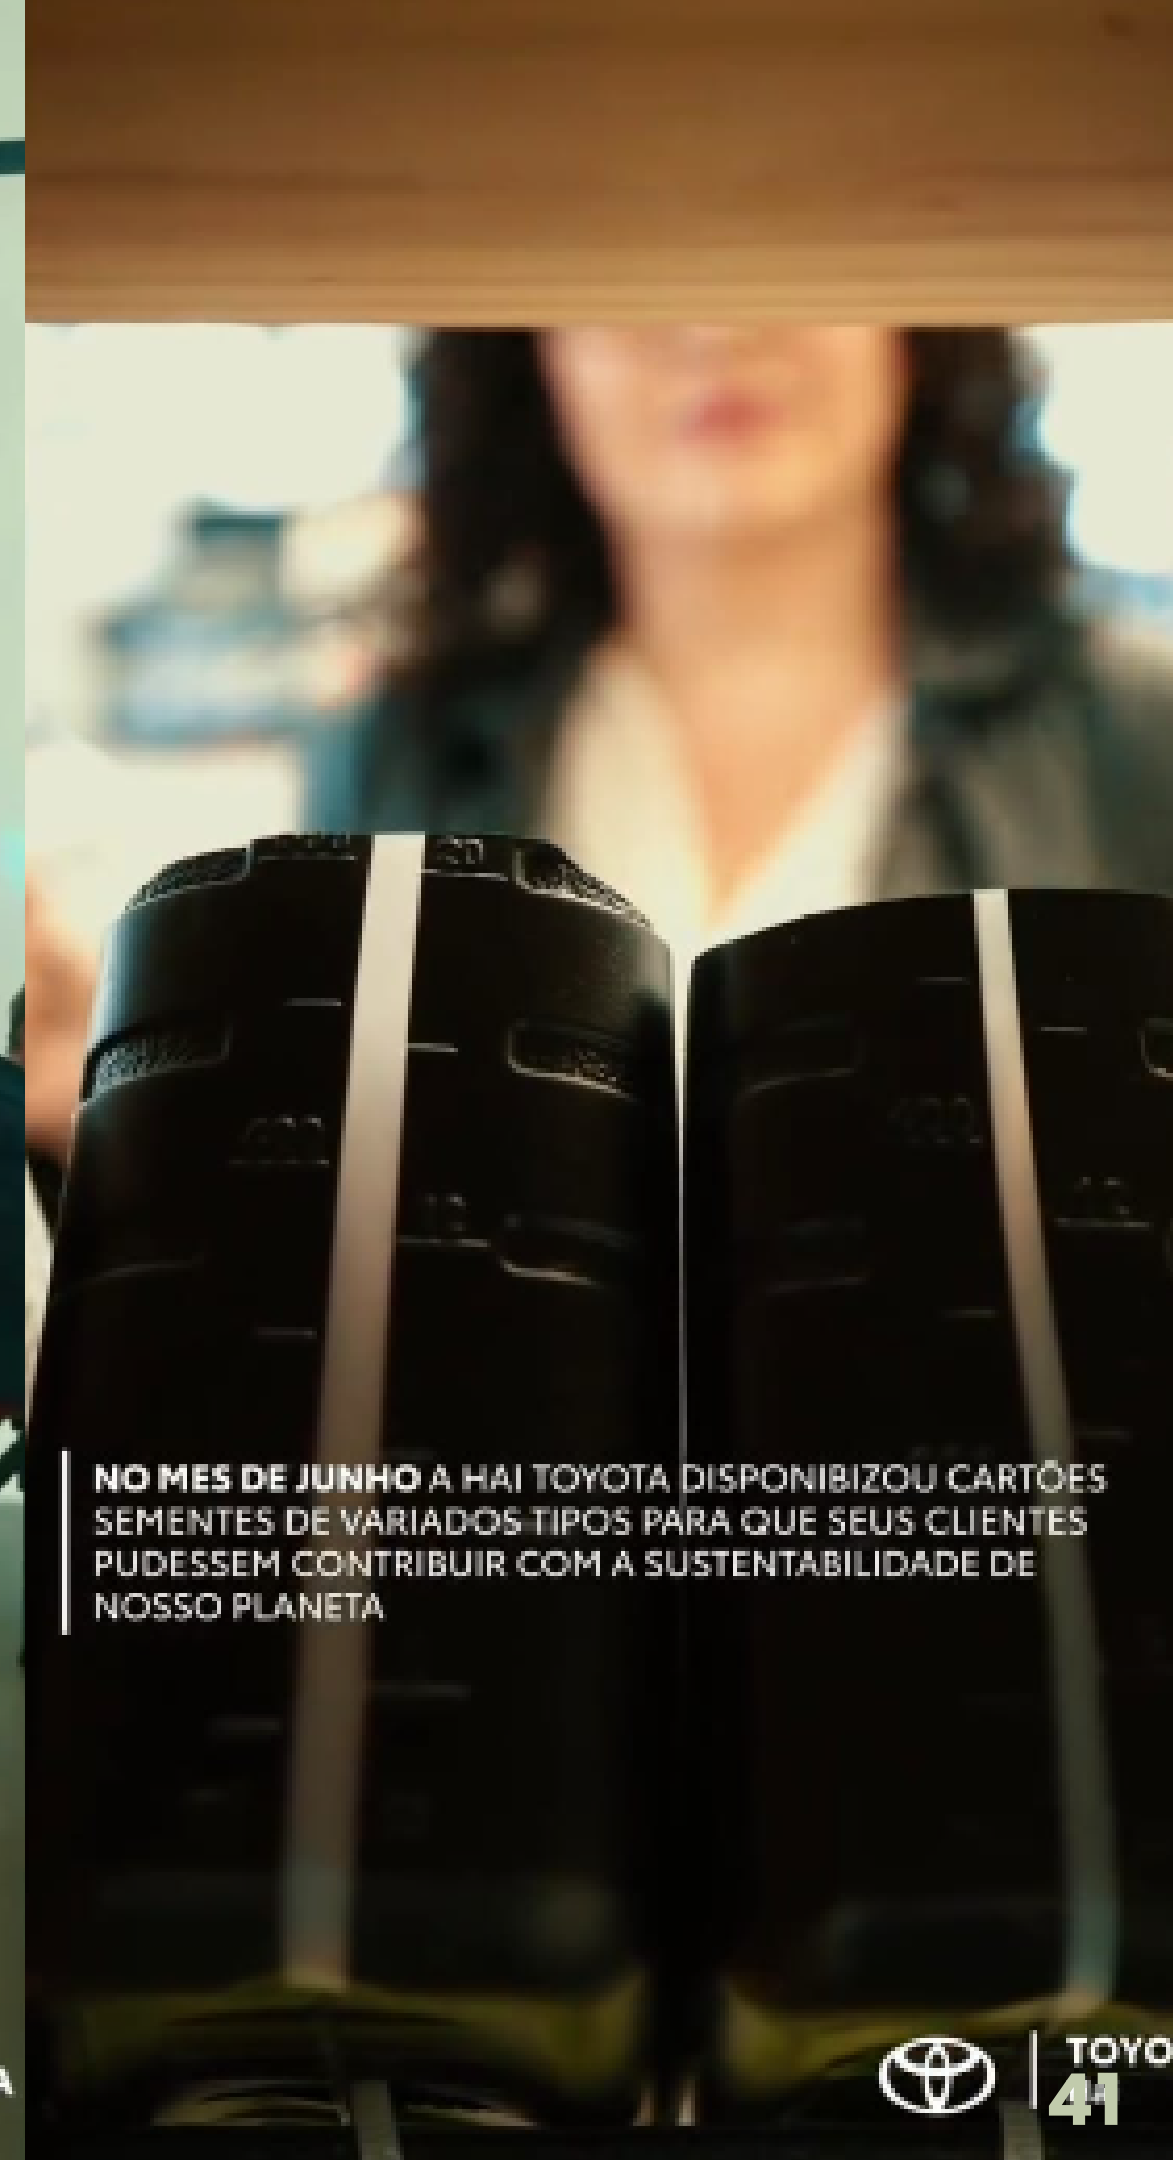 NO MES DE JUNHO A HAI TOYOTA DISPONIBIZOU CARTÕES
SEMENTES DE VARIADOS TIPOS PARA QUE SEUS CLIENTES
PUDESSEM CONTRIBUIR COM A SUSTENTABILIDADE DE
NOSSO PLANETA
TOYO
41
A